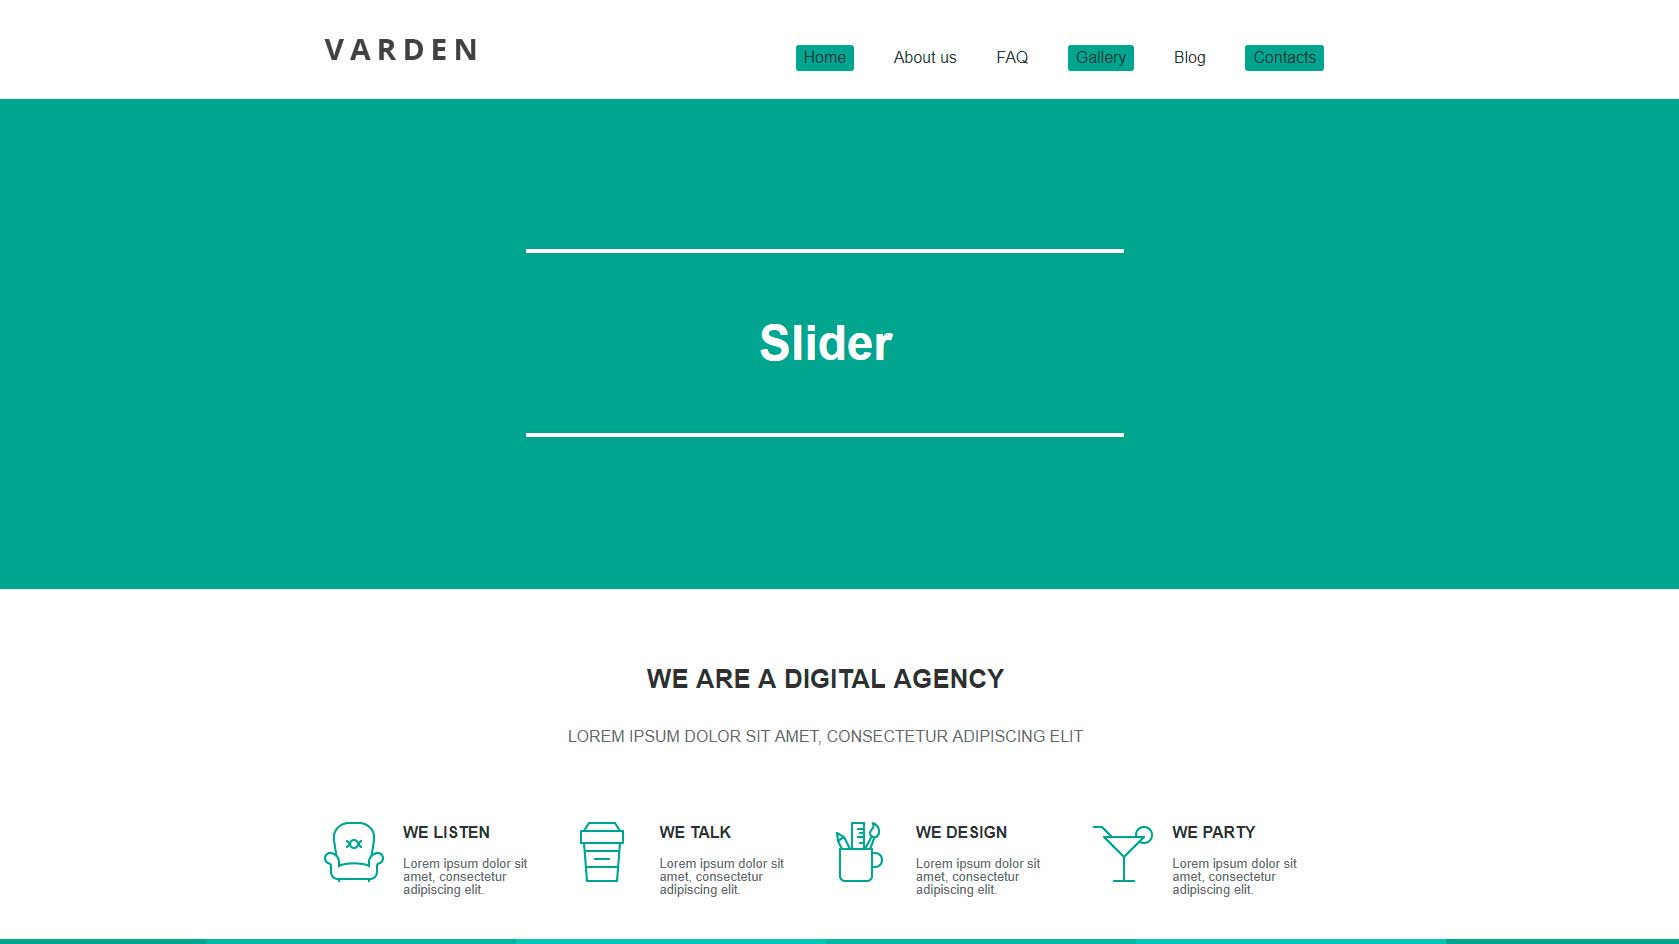 VARDEN
Home About us FAQ Gallery Blog Contacts
Slider
WE ARE A DIGITAL AGENCY
LOREM IPSUM DOLOR SIT AMET, CONSECTETUR ADIPISCING ELIT
WE LISTEN
Lorem ipsum dolor sit
amet, consectetur
adipiscing elit.
WE TALK
Lorem ipsum dolor sit
amet, consectetur
adipiscing elit.
WE DESIGN
Lorem ipsum dolor sit
amet, consectetur
adipiscing elit.
WE PARTY
Lorem ipsum dolor sit
amet, consectetur
adipiscing elit.